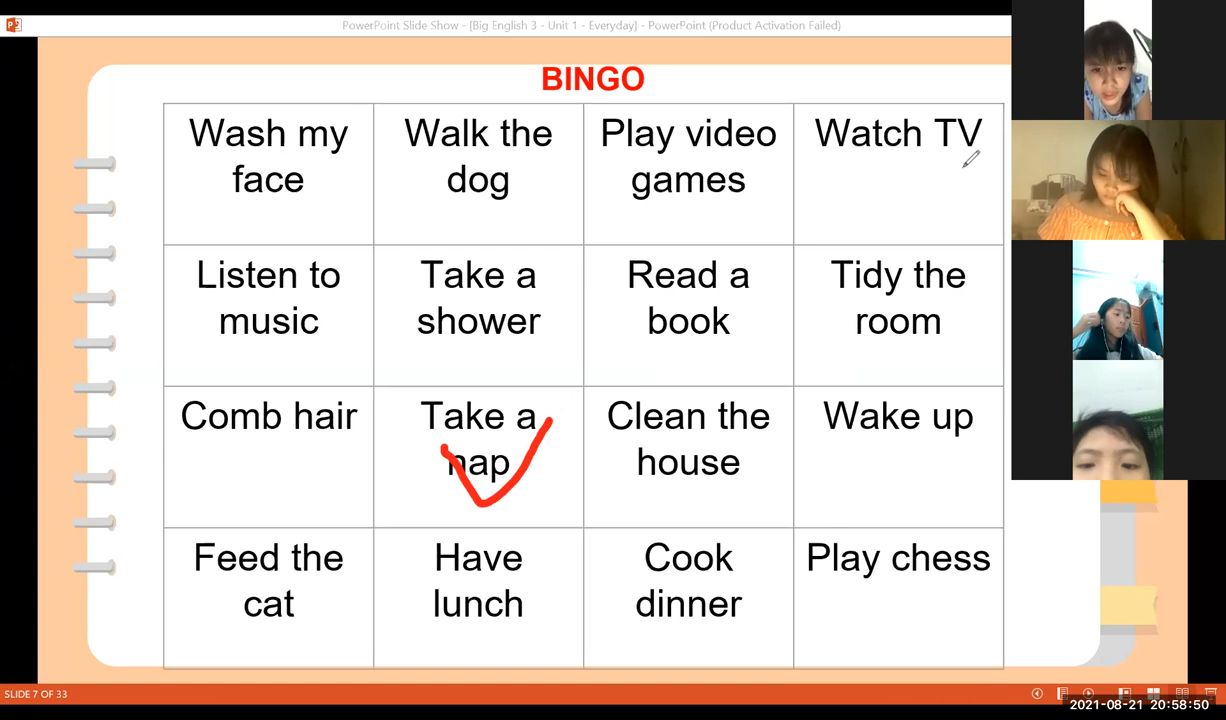 PowerPoint Slide Show - [Big English 3 - Unit 1 - Everyday] - PowerPoint (Product Activation Failed)
BINGO
Wash my
face
Walk the
dog
Play video
games
Watch TV
Listen to
music
Take a
shower
Read a
book
Tidy the
room
Comb hair
Take a
nap
Clean the
house
Wake up
Feed the
cat
Have
lunch
Cook
dinner
Play chess
SLIDE 7 OF 33
2021-08-21 20:58:50